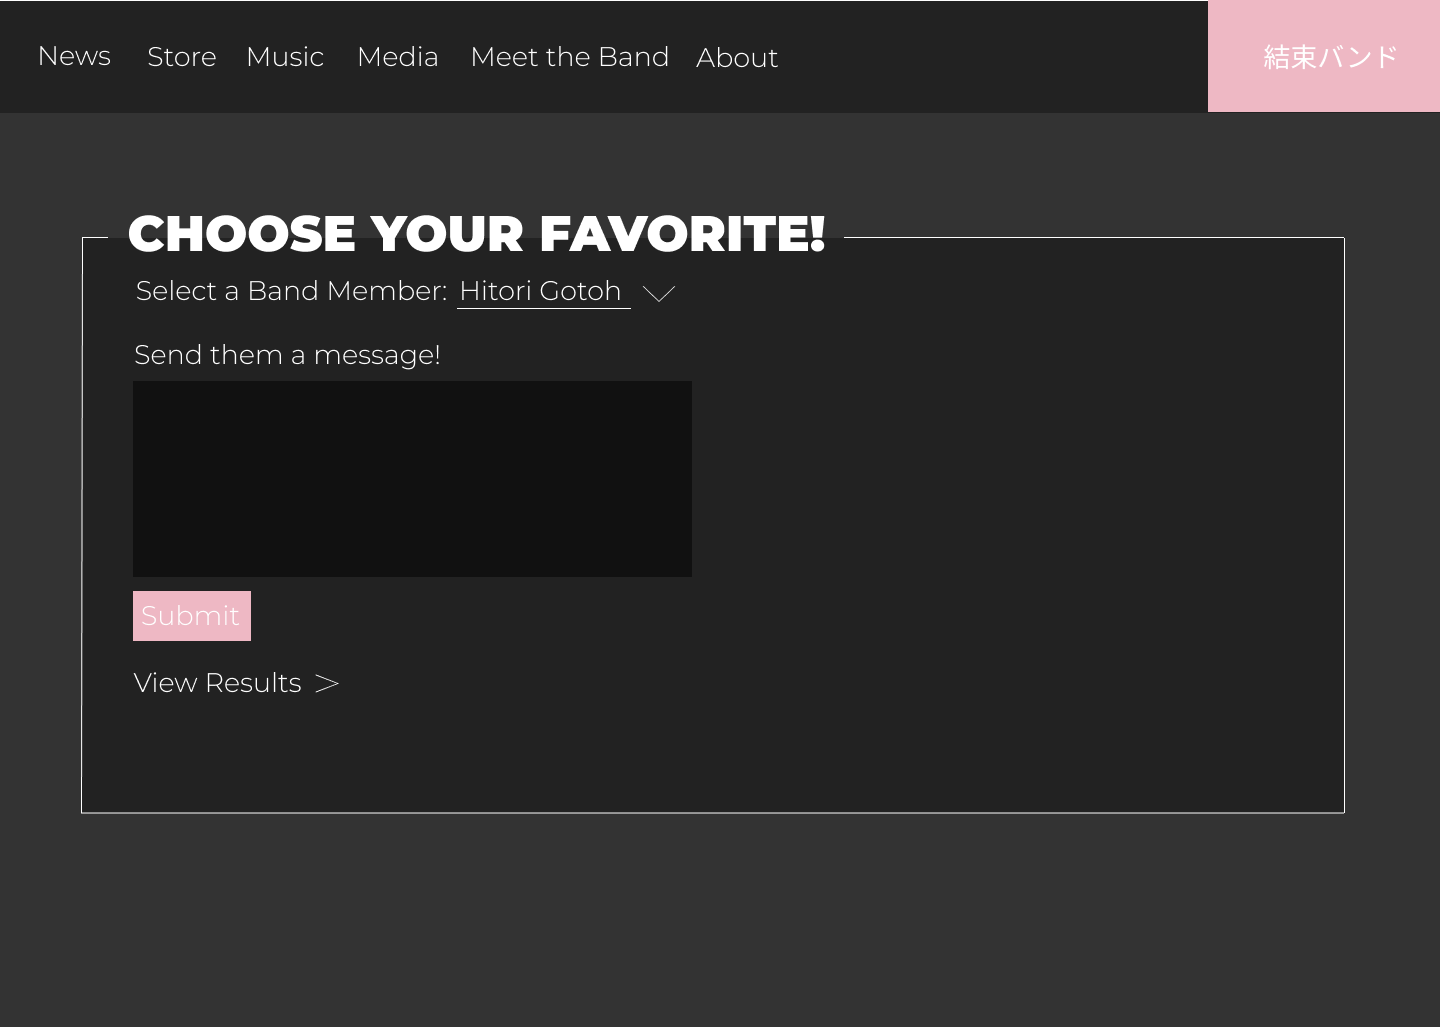 News Store Music Media Meet the Band About 結束バンド
CHOOSE YOUR FAVORITE!
Select a Band Member: Hitori Gotoh
Send them a message!
Submit
View Results